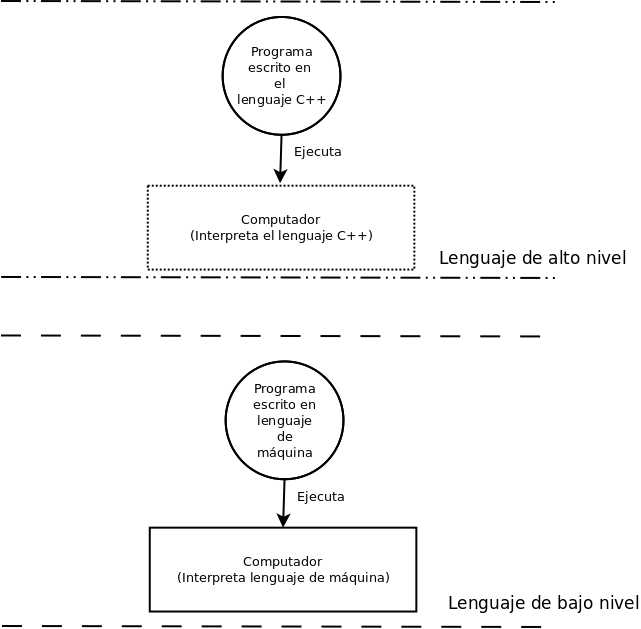 Programa
escrito en
el
lenguaje C++
Ejecuta
Computador
(Interpreta el lenguaje C++)
Lenguaje de alto nivel
Programa
escrito en
lenguaje
de
máquina
Ejecuta
Computador
(Interpreta lenguaje de máquina)
Lenguaje de bajo nivel